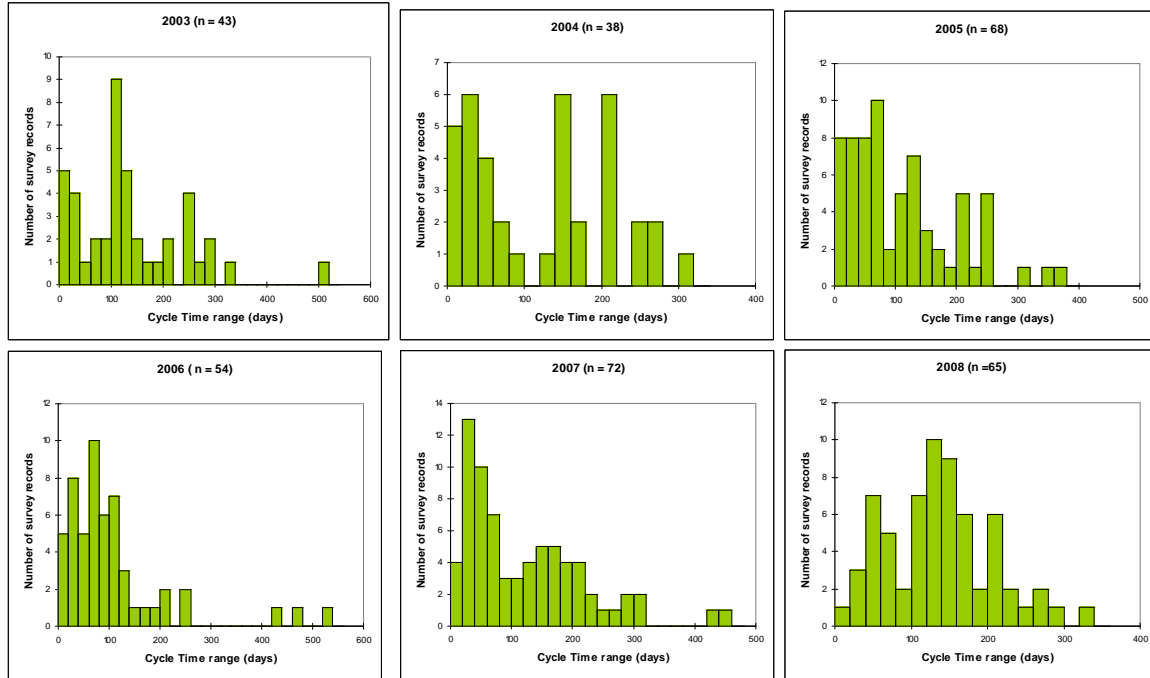 2003 (n = 43)
10
9
8
7
6
5
4
3
2
1
0
0 100 200 300 400 500 600
Number of survey records
Cycle Time range (days)
2004 (n = 38)
7
6
5
4
3
2
1
0
0 100 200 300 400
Number of survey records
Cycle Time range (days)
2005 (n = 68)
12
10
8
6
4
2
0
0 100 200 300 400 500
Number of survey records
Cycle Time range (days)
2006 ( n = 54)
12
10
8
6
4
2
0
0 100 200 300 400 500 600
Number of survey records
Cycle Time range (days)
2007 (n = 72)
14
12
10
8
6
4
2
0
0 100 200 300 400 500
Number of survey records
Cycle Time range (days)
2008 (n =65)
12
10
8
6
4
2
0
0 100 200 300 400
Number of survey records
Cycle Time range (days)